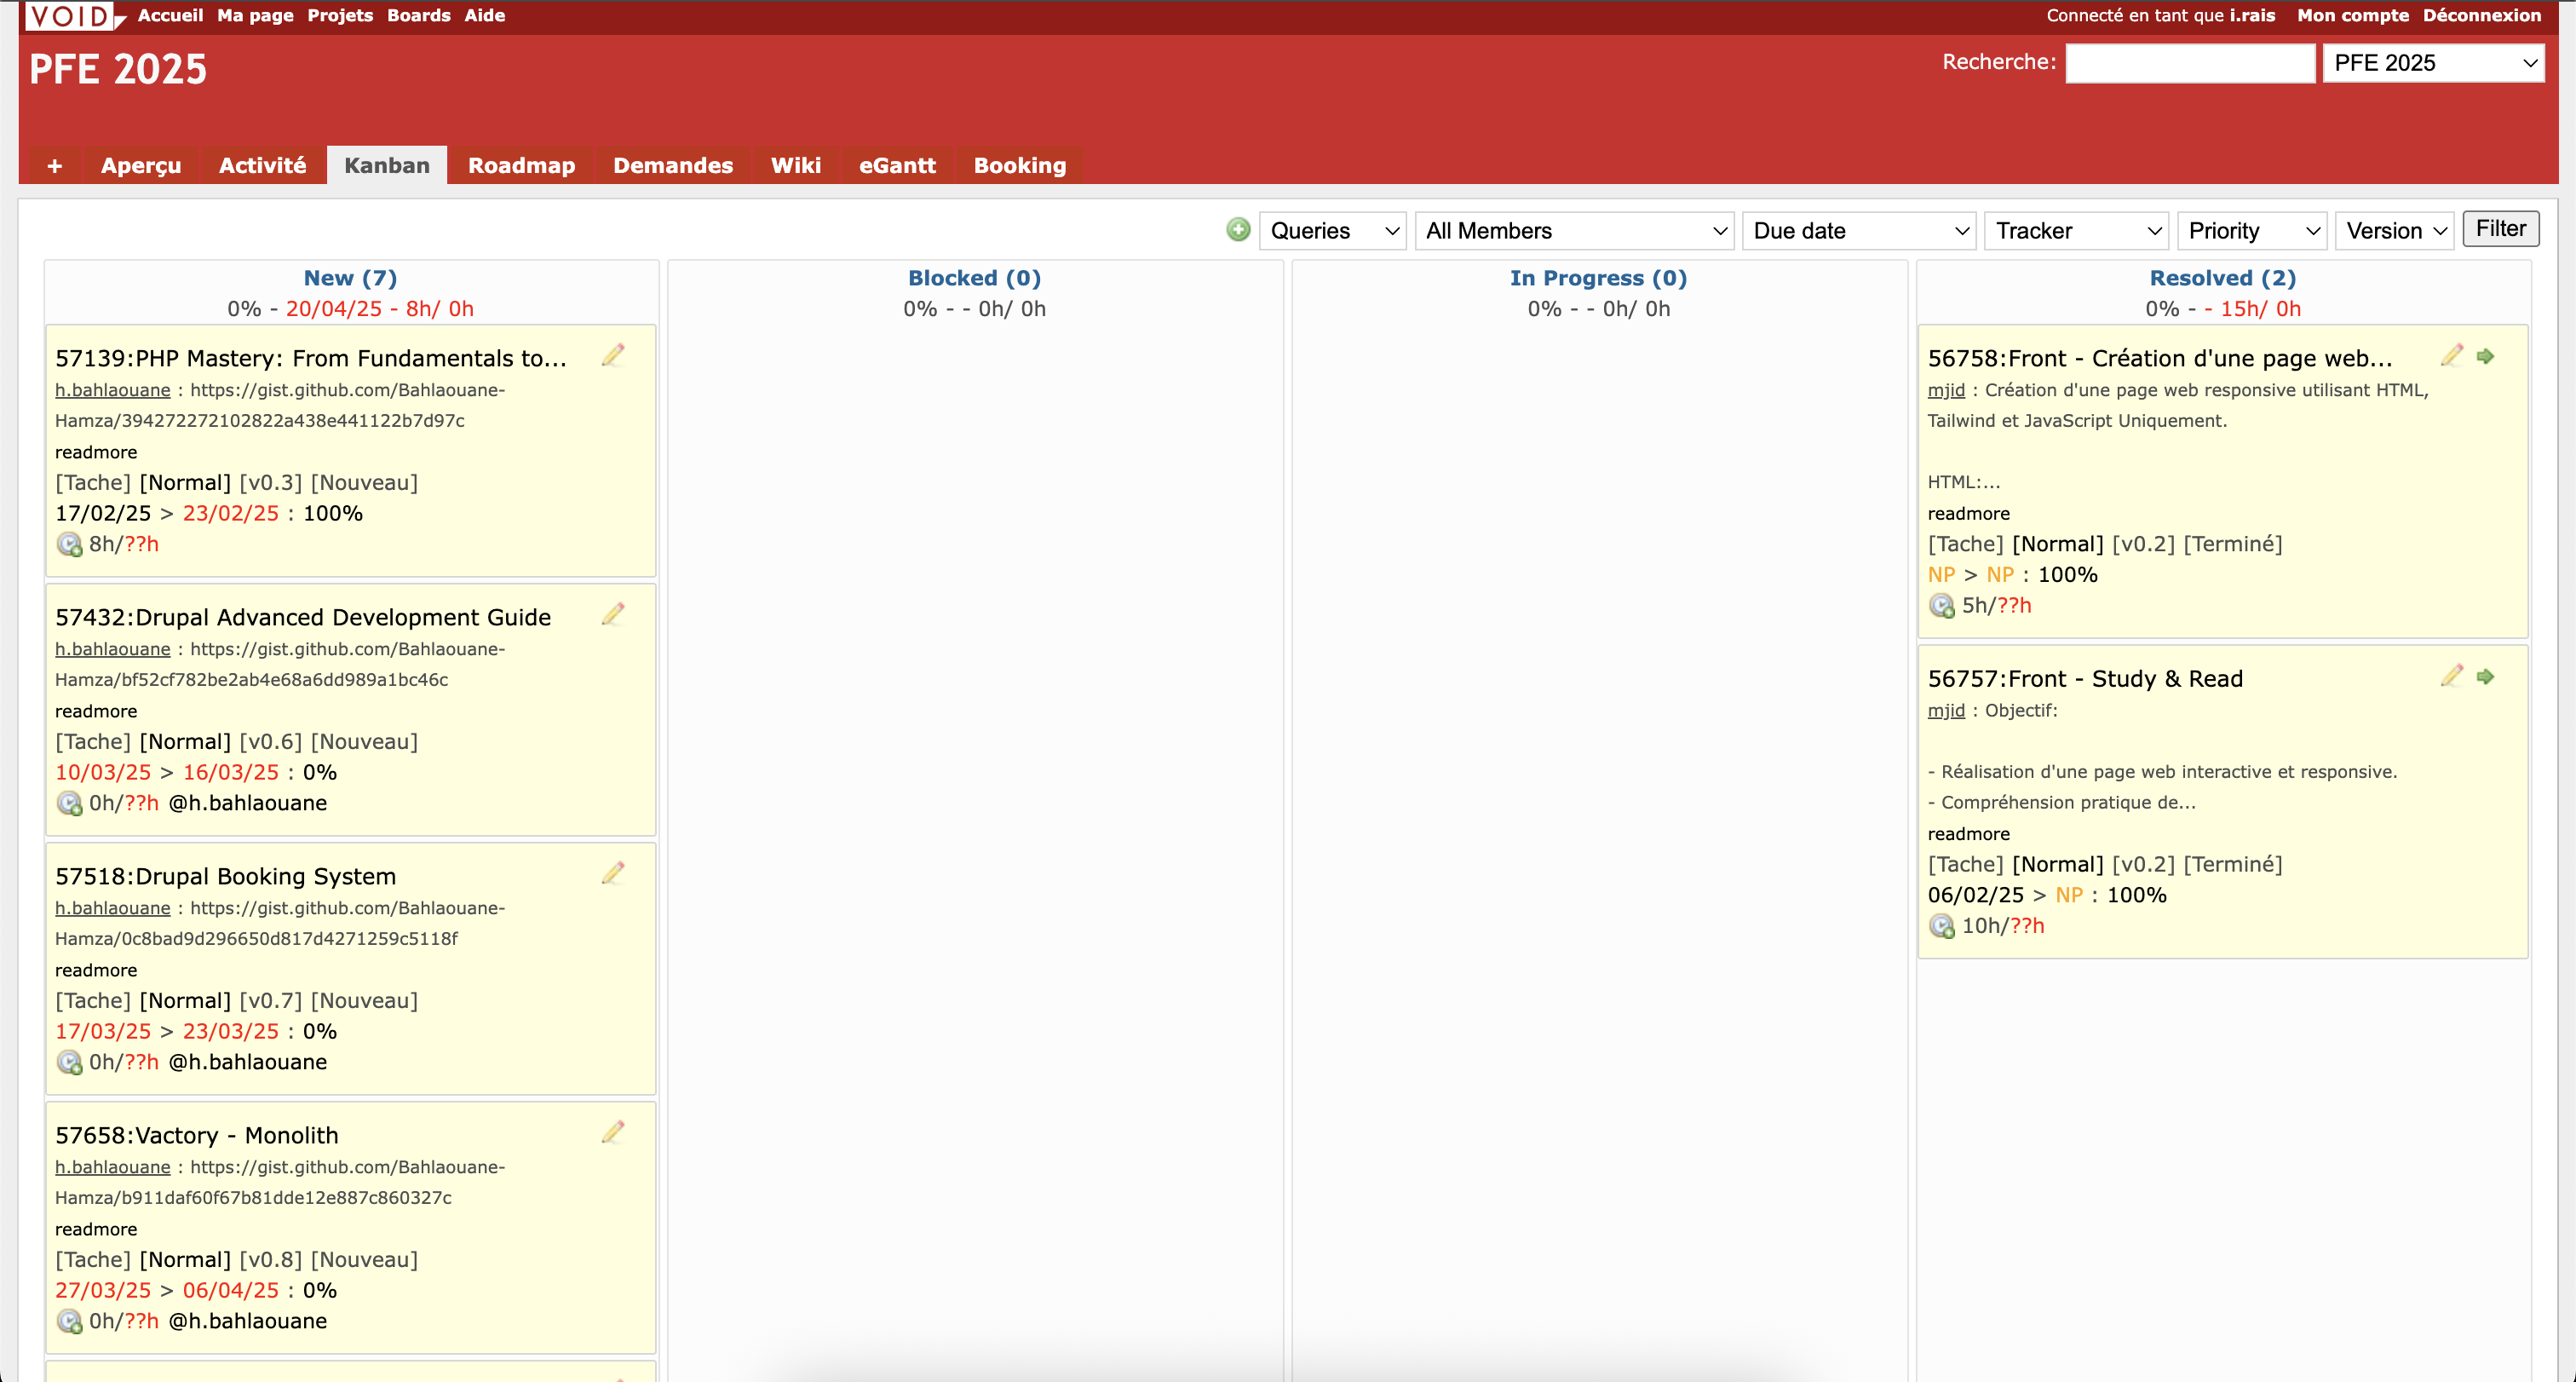 VOID Accueil Ma page Projets Boards Aide Connecté en tant que i.rais Mon compte Déconnexion
PFE 2025
Recherche: PFE 2025
+ Aperçu Activité Kanban Roadmap Demandes Wiki eGantt Booking
Queries All Members Due date Tracker Priority Version Filter
New (7)
0% - 20/04/25 - 8h/ 0h
57139:PHP Mastery: From Fundamentals to...
h.bahlaouane : https://gist.github.com/Bahlaouane-
Hamza/394272272102822a438e441122b7d97c
readmore
[Tache] [Normal] [v0.3] [Nouveau]
17/02/25 > 23/02/25 : 100%
8h/??h
57432:Drupal Advanced Development Guide
h.bahlaouane : https://gist.github.com/Bahlaouane-
Hamza/bf52cf782be2ab4e68a6dd989a1bc46c
readmore
[Tache] [Normal] [v0.6] [Nouveau]
10/03/25 > 16/03/25 : 0%
0h/??h @h.bahlaouane
57518:Drupal Booking System
h.bahlaouane : https://gist.github.com/Bahlaouane-
Hamza/0c8bad9d296650d817d4271259c5118f
readmore
[Tache] [Normal] [v0.7] [Nouveau]
17/03/25 > 23/03/25 : 0%
0h/??h @h.bahlaouane
57658:Vactory - Monolith
h.bahlaouane : https://gist.github.com/Bahlaouane-
Hamza/b911daf60f67b81dde12e887c860327c
readmore
[Tache] [Normal] [v0.8] [Nouveau]
27/03/25 > 06/04/25 : 0%
0h/??h @h.bahlaouane
Blocked (0)
0% - - 0h/ 0h
In Progress (0)
0% - - 0h/ 0h
Resolved (2)
0% - - 15h/ 0h
56758:Front - Création d'une page web...
mjid : Création d'une page web responsive utilisant HTML,
Tailwind et JavaScript Uniquement.
HTML:...
readmore
[Tache] [Normal] [v0.2] [Terminé]
NP > NP : 100%
5h/??h
56757:Front - Study & Read
mjid : Objectif:
- Réalisation d'une page web interactive et responsive.
- Compréhension pratique de...
readmore
[Tache] [Normal] [v0.2] [Terminé]
06/02/25 > NP : 100%
10h/??h